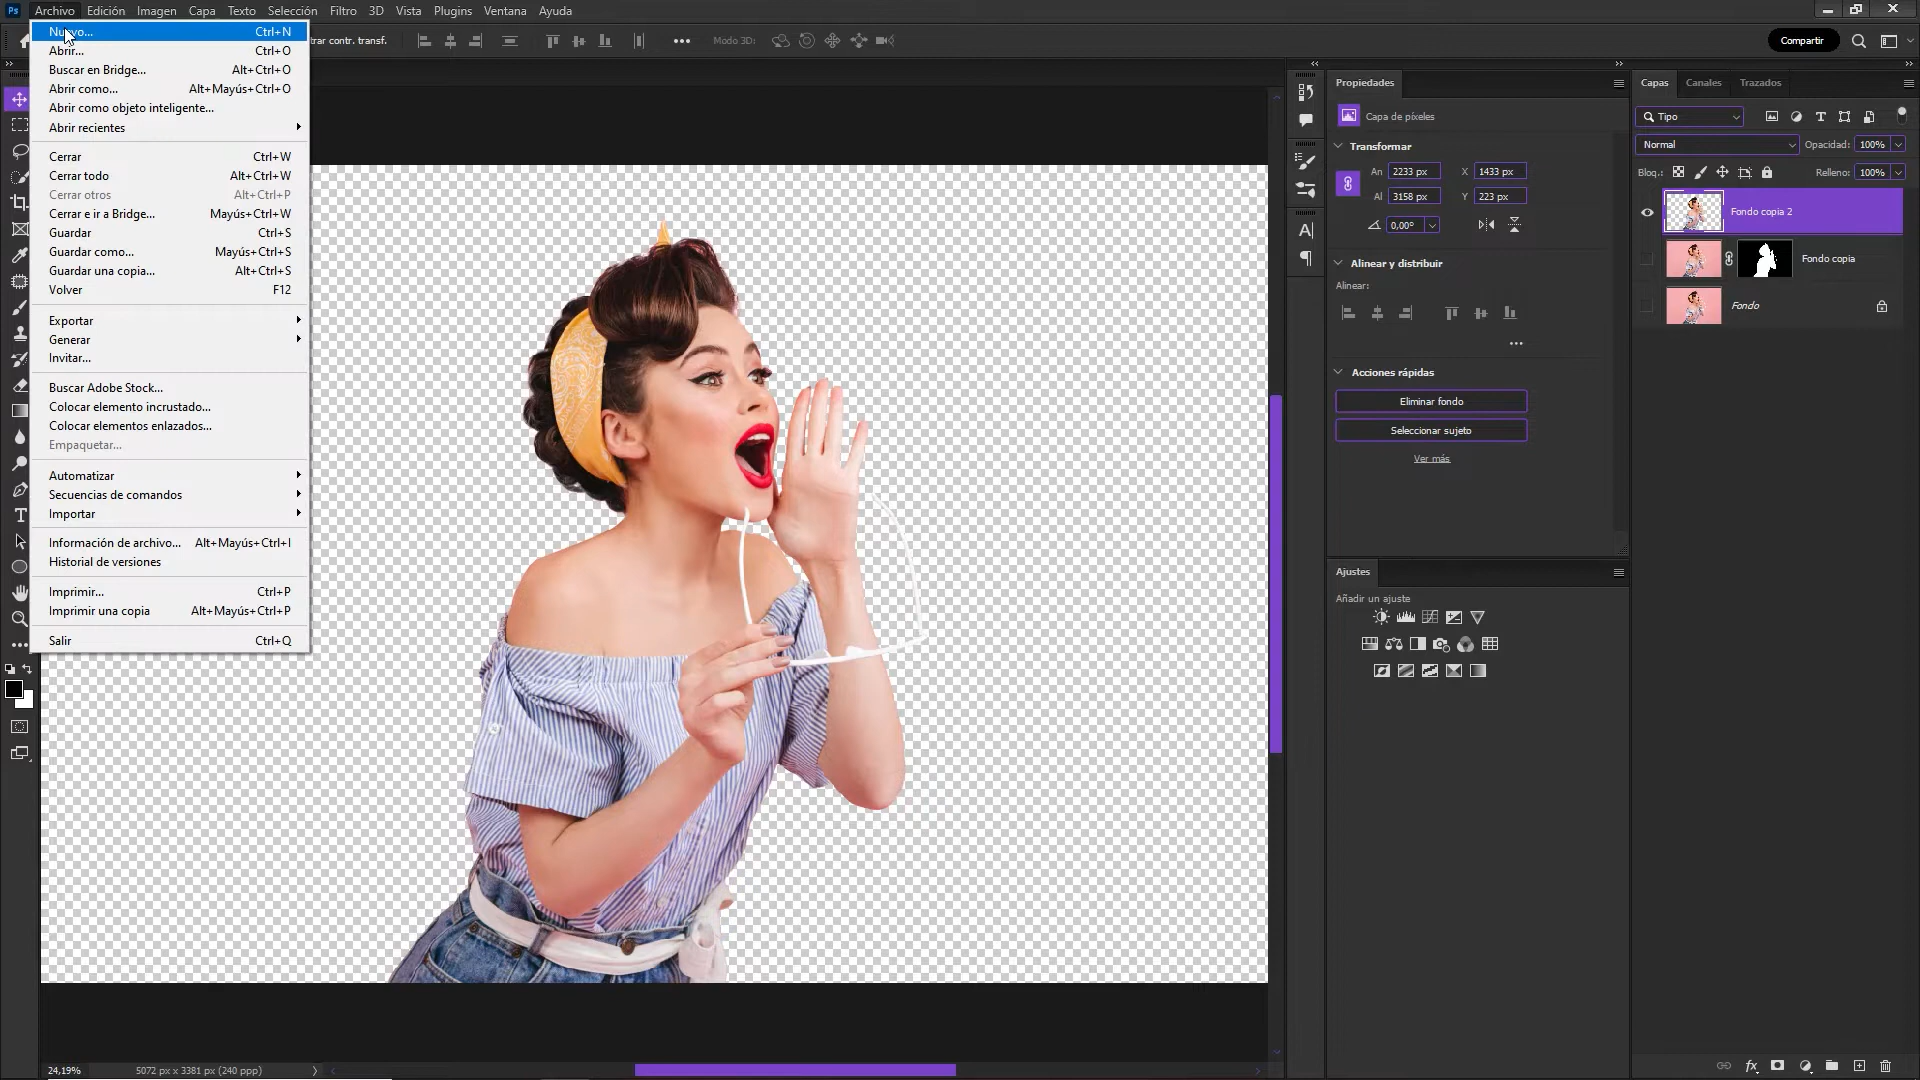 Ps Archivo Edición Imagen Capa Texto Selección Filtro 3D Vista Plugins Ventana Ayuda
trar contr. transf.
Modo 3D:
Compartir
Nuevo... Ctrl+N
Abrir... Ctrl+O
Buscar en Bridge... Alt+Ctrl+O
Abrir como... Alt+Mayús+Ctrl+O
Abrir como objeto inteligente...
Abrir recientes
Cerrar Ctrl+W
Cerrar todo Alt+Ctrl+W
Cerrar otros Alt+Ctrl+P
Cerrar e ir a Bridge... Mayús+Ctrl+W
Guardar Ctrl+S
Guardar como... Mayús+Ctrl+S
Guardar una copia... Alt+Ctrl+S
Volver F12
Exportar
Generar
Invitar...
Buscar Adobe Stock...
Colocar elemento incrustado...
Colocar elementos enlazados...
Empaquetar...
Automatizar
Secuencias de comandos
Importar
Información de archivo... Alt+Mayús+Ctrl+I
Historial de versiones
Imprimir... Ctrl+P
Imprimir una copia Alt+Mayús+Ctrl+P
Salir Ctrl+Q
24,19% 5072 px x 3381 px (240 ppp)
Propiedades
Capa de píxeles
Transformar
An 2233 px X 1433 px
Al 3158 px Y 223 px
0,00°
Alinear y distribuir
Alinear:
Acciones rápidas
Eliminar fondo
Seleccionar sujeto
Ver más
Ajustes
Añadir un ajuste
Capas Canales Trazados
Tipo
Normal Opacidad: 100%
Bloq.: Relleno: 100%
Fondo copia 2
Fondo copia
Fondo